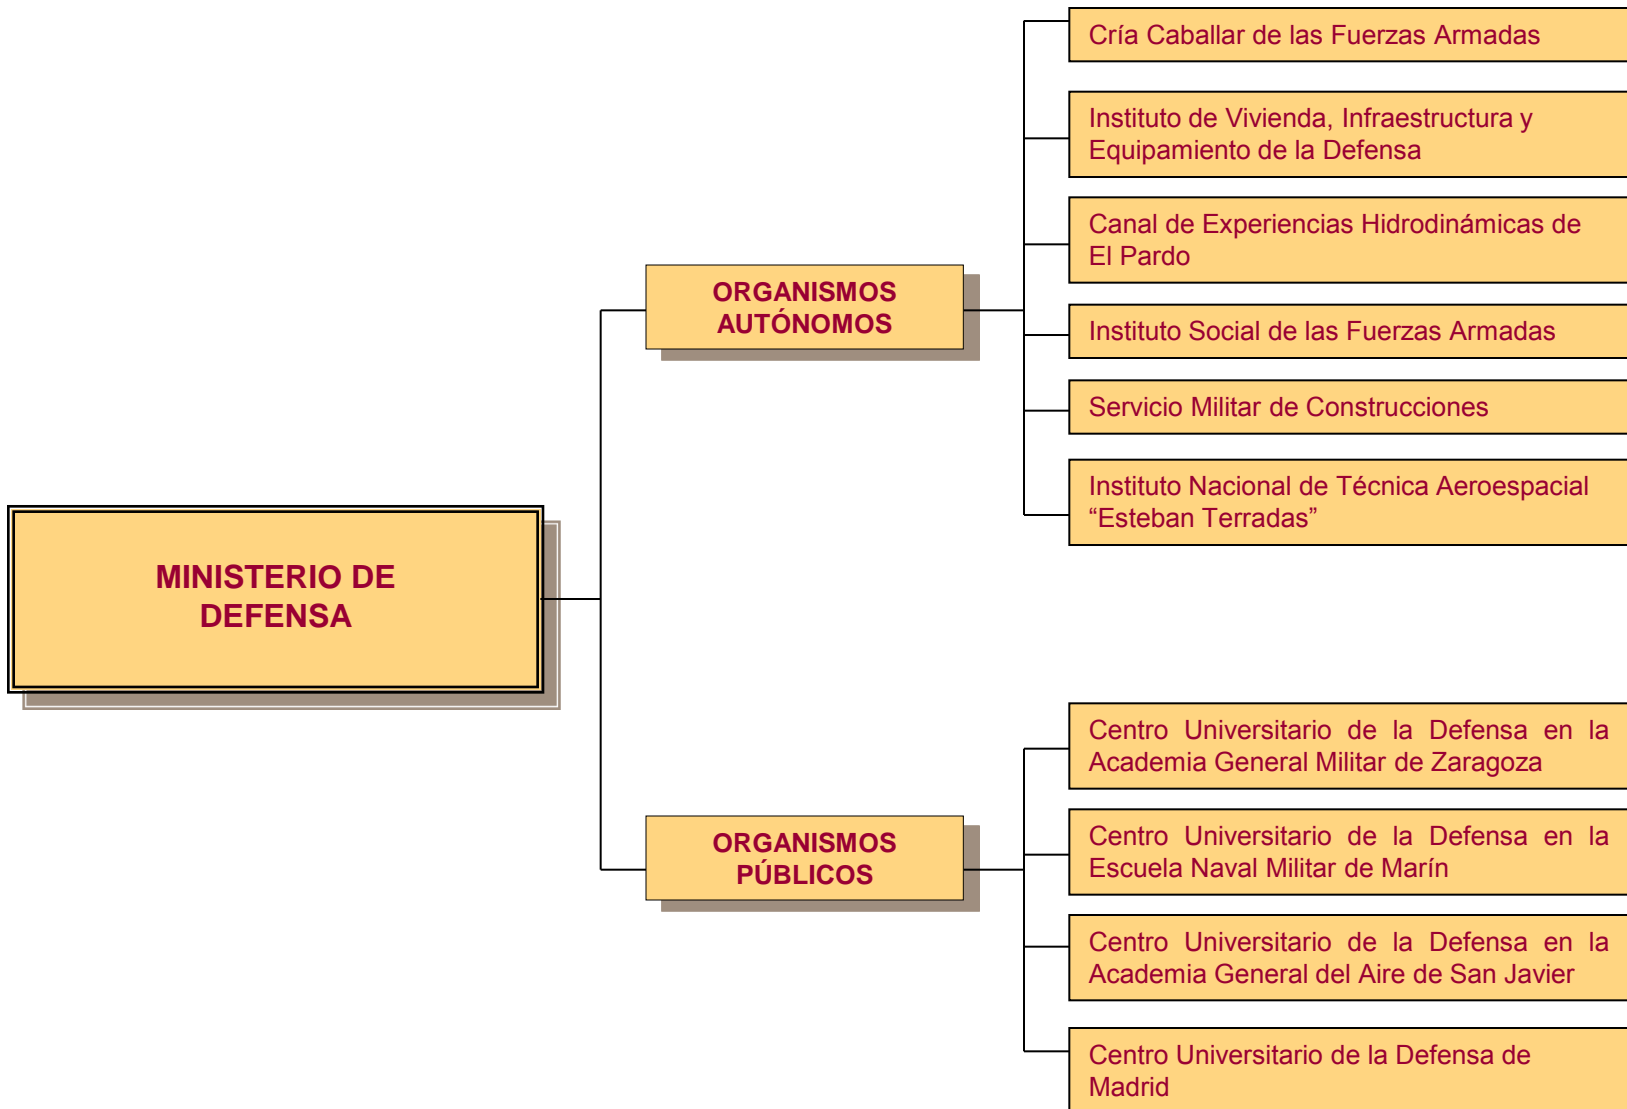 Cría Caballar de las Fuerzas Armadas
Instituto de Vivienda, Infraestructura y
Equipamiento de la Defensa
Canal de Experiencias Hidrodinámicas de
El Pardo
ORGANISMOS
AUTÓNOMOS
Instituto Social de las Fuerzas Armadas
Servicio Militar de Construcciones
Instituto Nacional de Técnica Aeroespacial
“Esteban Terradas”
MINISTERIO DE
DEFENSA
Centro Universitario de la Defensa en la
Academia General Militar de Zaragoza
ORGANISMOS
PÚBLICOS
Centro Universitario de la Defensa en la
Escuela Naval Militar de Marín
Centro Universitario de la Defensa en la
Academia General del Aire de San Javier
Centro Universitario de la Defensa de
Madrid